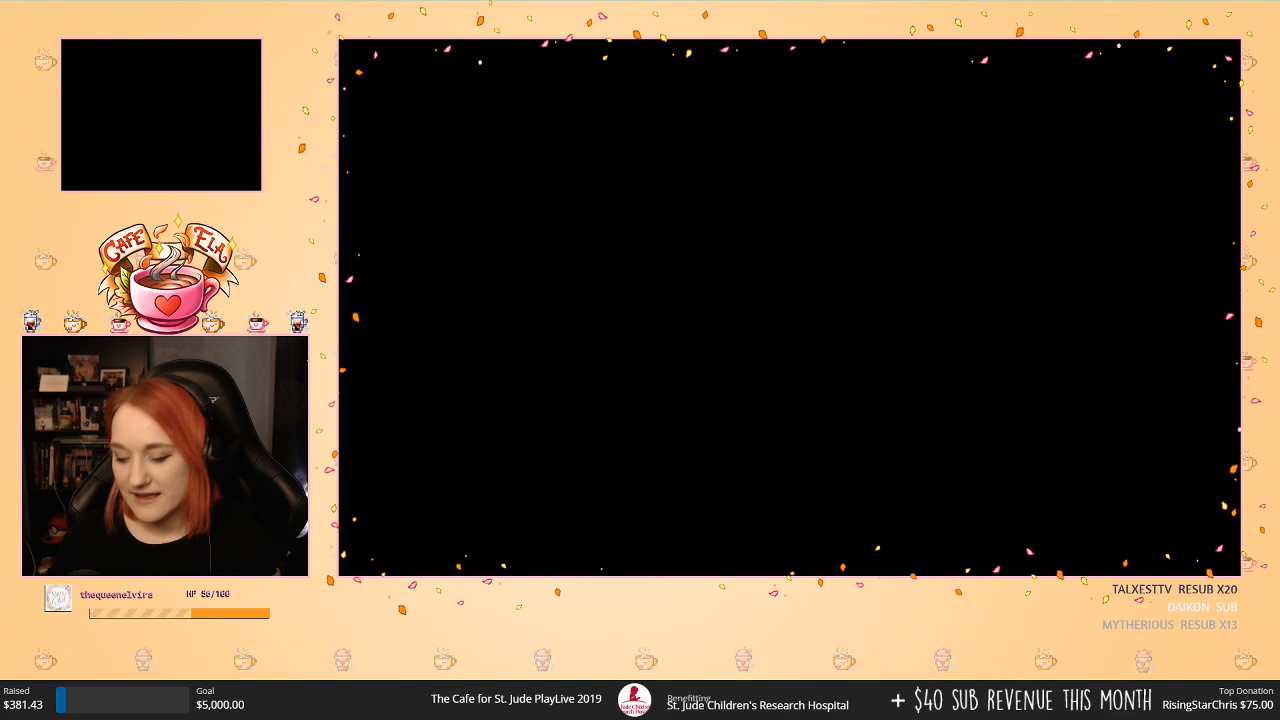 CAFE ELA
thequeenelvira HP 56/100
TALXESTTV RESUB X20
DAIKON SUB
MYTHERIOUS RESUB X13
Raised
$381.43
Goal
$5,000.00
The Cafe for St. Jude PlayLive 2019
Benefitting
St. Jude Children's Research Hospital
+ $40 SUB REVENUE THIS MONTH
Top Donation
RisingStarChris $75.00